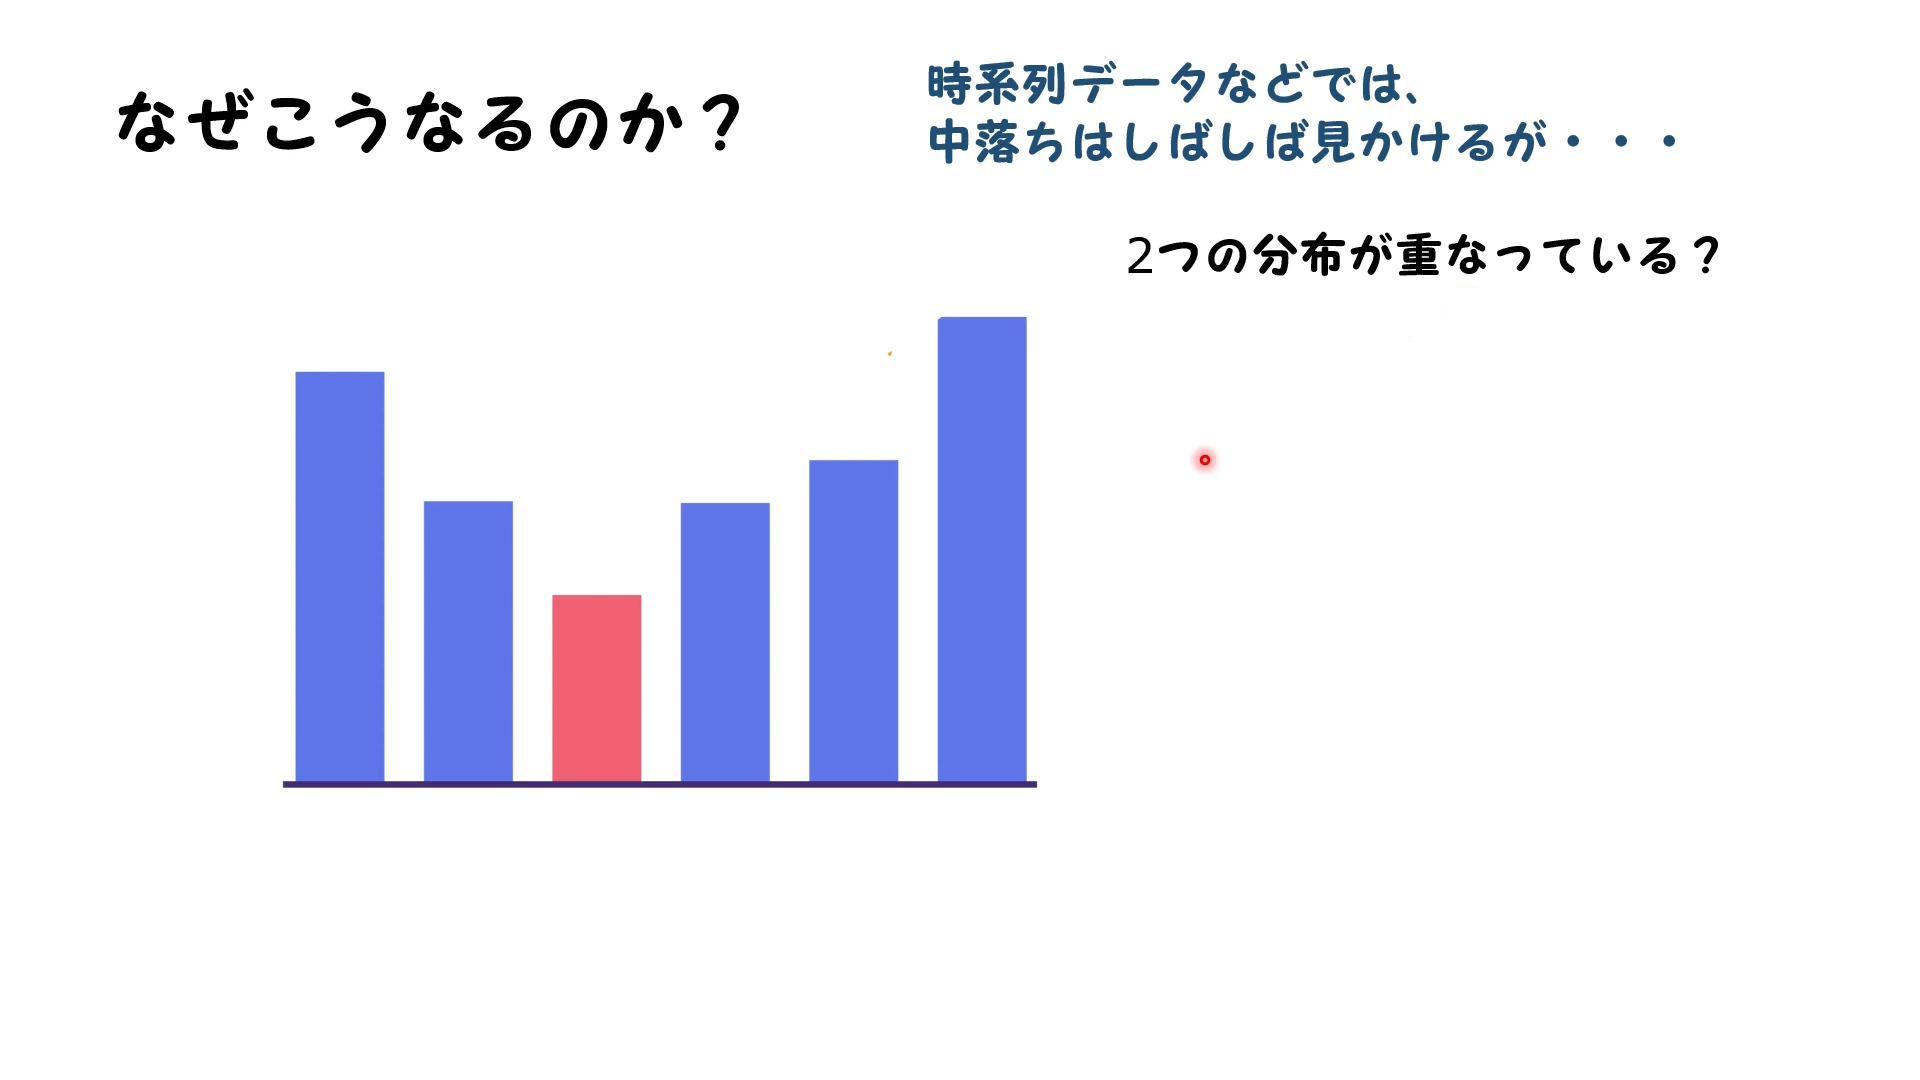 なぜこうなるのか？
時系列データなどでは、
中落ちはしばしば見かけるが・・・
2つの分布が重なっている？